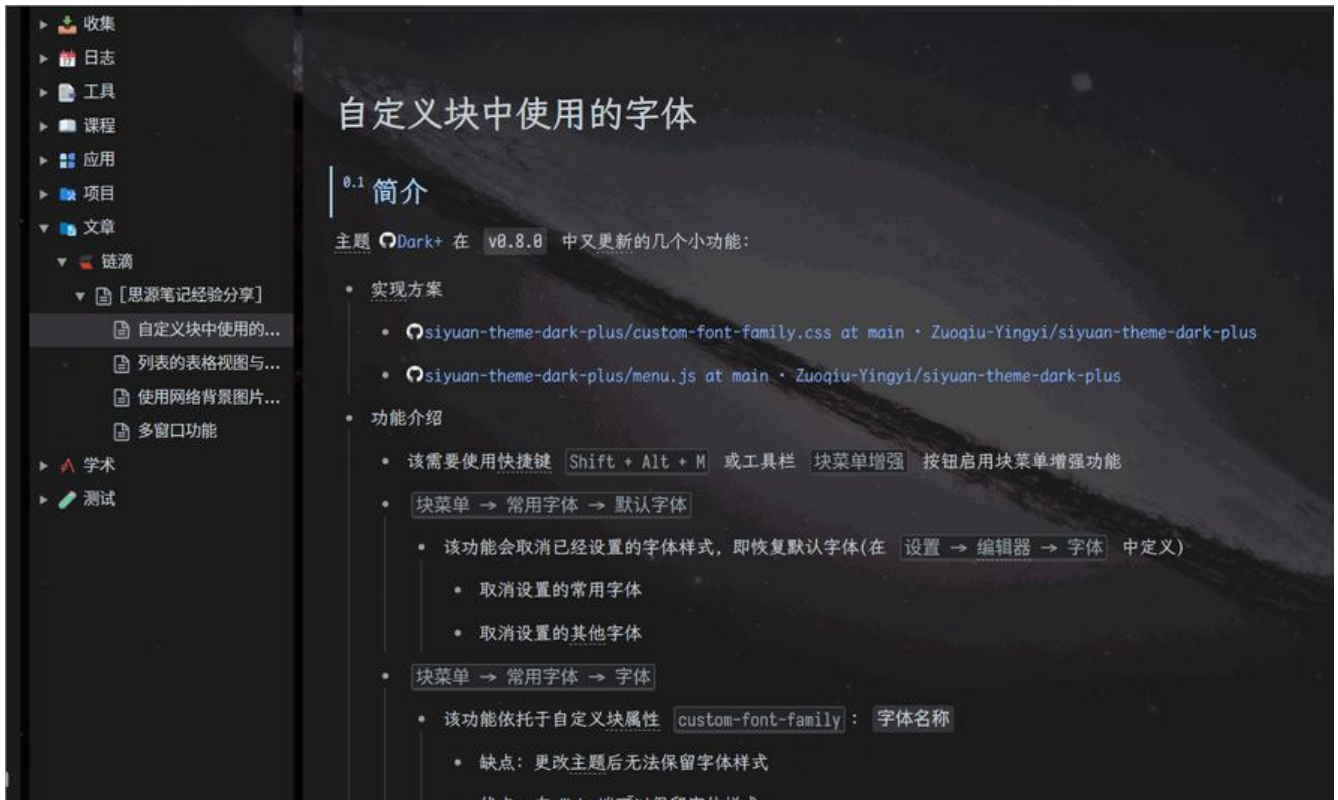 收集
日志
工具
课程
应用
项目
文章
链滴
[思源笔记经验分享]
自定义块中使用的...
列表的表格视图与...
使用网络背景图片...
多窗口功能
学术
测试
自定义块中使用的字体
0.1 简介
主题 Dark+ 在 v0.8.0 中又更新的几个小功能：
实现方案
siyuan-theme-dark-plus/custom-font-family.css at main · Zuoqiu-Yingyi/siyuan-theme-dark-plus
siyuan-theme-dark-plus/menu.js at main · Zuoqiu-Yingyi/siyuan-theme-dark-plus
功能介绍
该需要使用快捷键 Shift + Alt + M 或工具栏 块菜单增强 按钮启用块菜单增强功能
块菜单 → 常用字体 → 默认字体
该功能会取消已经设置的字体样式，即恢复默认字体(在 设置 → 编辑器 → 字体 中定义)
取消设置的常用字体
取消设置的其他字体
块菜单 → 常用字体 → 字体
该功能依托于自定义块属性 custom-font-family ： 字体名称
缺点：更改主题后无法保留字体样式